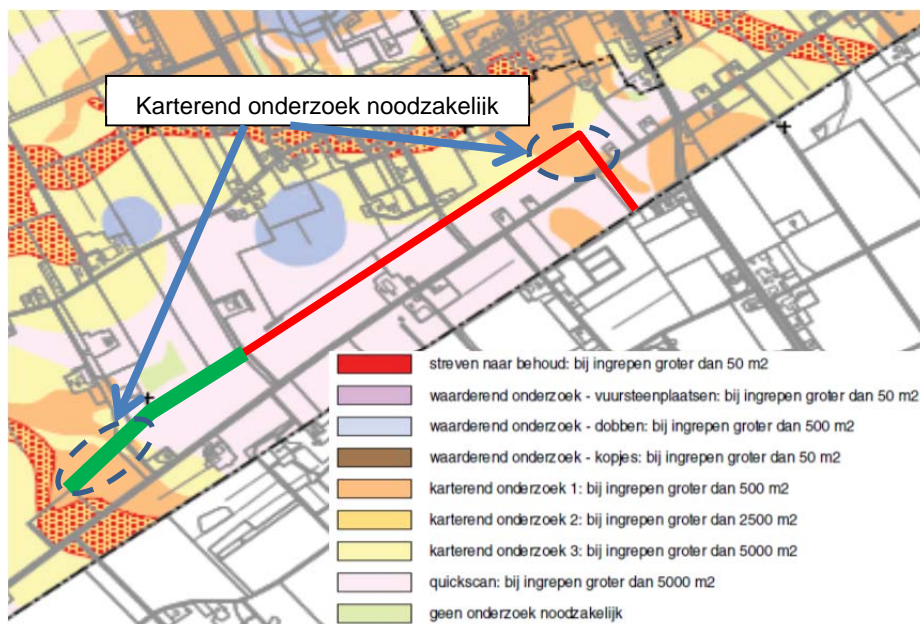 Karterend onderzoek noodzakelijk
streven naar behoud: bij ingrepen groter dan 50 m2
waarderend onderzoek - vuursteenplaatsen: bij ingrepen groter dan 50 m2
waarderend onderzoek - dobben: bij ingrepen groter dan 500 m2
waarderend onderzoek - kopjes: bij ingrepen groter dan 50 m2
karterend onderzoek 1: bij ingrepen groter dan 500 m2
karterend onderzoek 2: bij ingrepen groter dan 2500 m2
karterend onderzoek 3: bij ingrepen groter dan 5000 m2
quickscan: bij ingrepen groter dan 5000 m2
geen onderzoek noodzakelijk